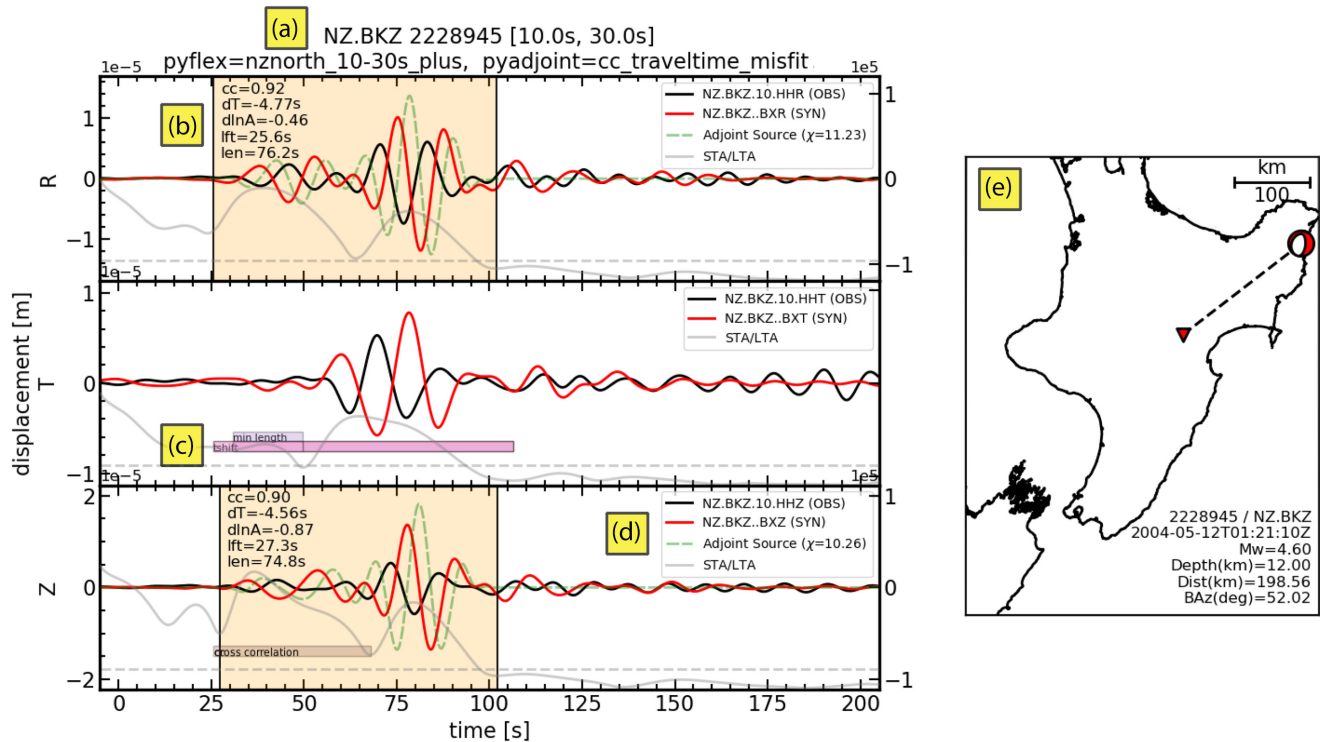 (a)
NZ.BKZ 2228945 [10.0s, 30.0s]
pyflex=nznorth_10-30s_plus, pyadjoint=cc_traveltime_misfit
1e−5
1e5
(b)
cc=0.92
dT=-4.77s
dlnA=-0.46
lft=25.6s
len=76.2s
NZ.BKZ.10.HHR (OBS)
NZ.BKZ..BXR (SYN)
Adjoint Source (χ=11.23)
STA/LTA
1
0
−1
R
1
0
−1
1e−5
NZ.BKZ.10.HHT (OBS)
NZ.BKZ..BXT (SYN)
STA/LTA
1
0
−1
T
displacement [m]
(c)
min length
tshift
1e−5
1e5
cc=0.90
dT=-4.56s
dlnA=-0.87
lft=27.3s
len=74.8s
(d)
NZ.BKZ.10.HHZ (OBS)
NZ.BKZ..BXZ (SYN)
Adjoint Source (χ=10.26)
STA/LTA
cross correlation
2
0
−2
Z
1
0
−1
0 25 50 75 100 125 150 175 200
time [s]
(e)
km
100
2228945 / NZ.BKZ
2004-05-12T01:21:10Z
Mw=4.60
Depth(km)=12.00
Dist(km)=198.56
BAz(deg)=52.02